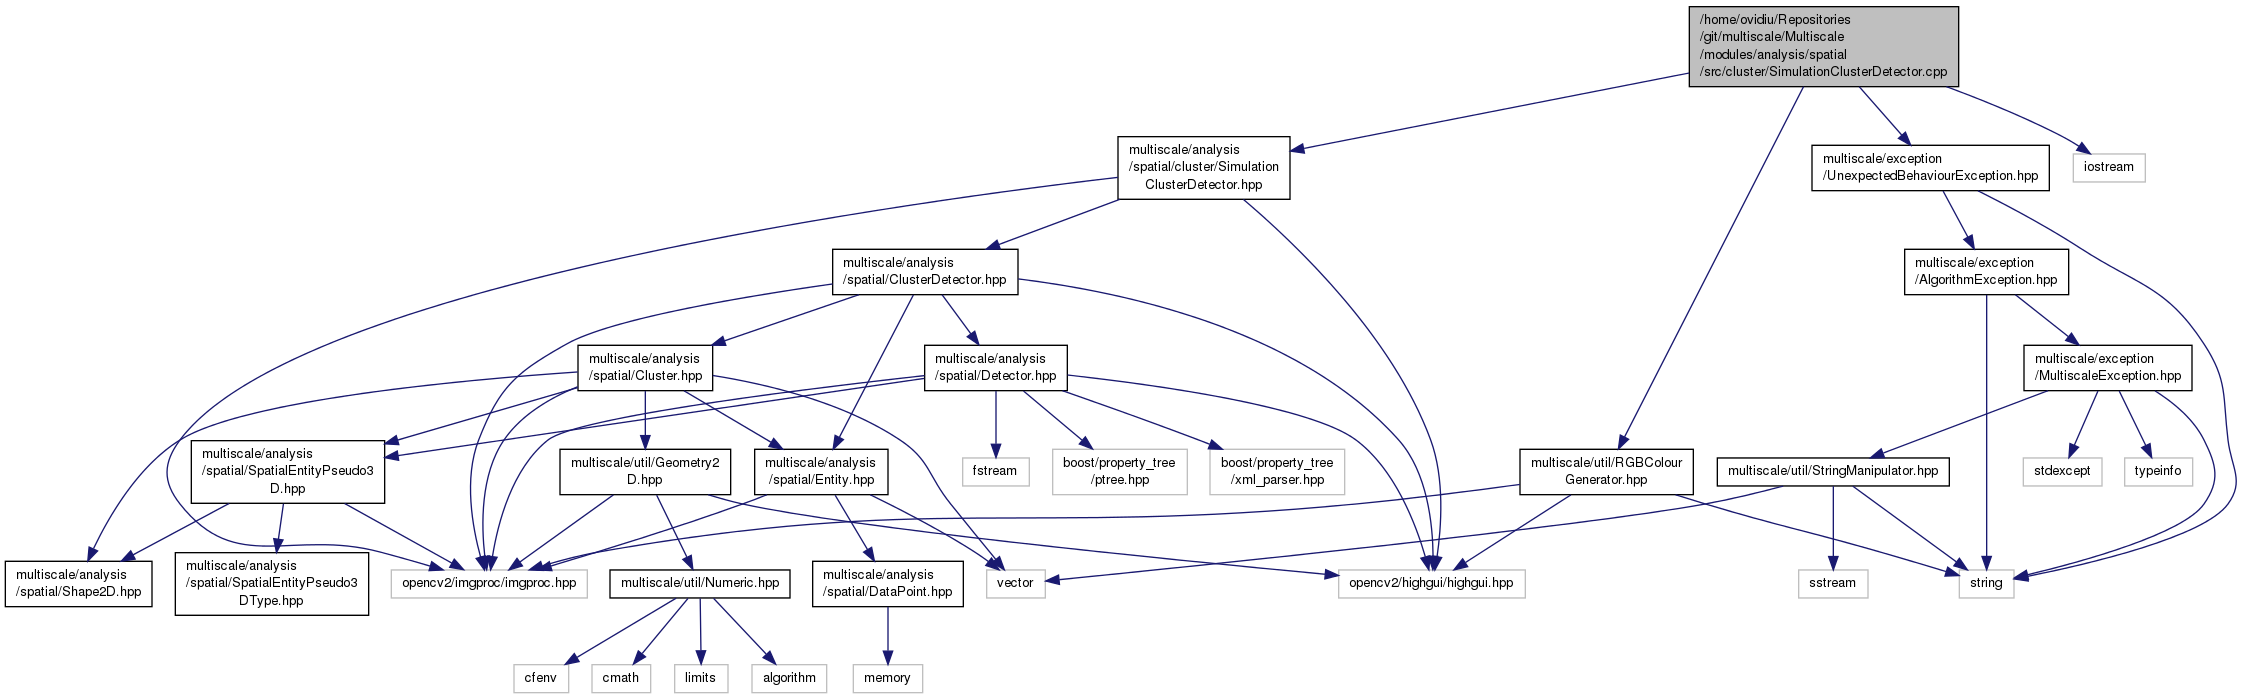 /home/ovidiu/Repositories
/git/multiscale/Multiscale
/modules/analysis/spatial
/src/cluster/SimulationClusterDetector.cpp
multiscale/analysis
/spatial/cluster/Simulation
ClusterDetector.hpp
multiscale/exception
/UnexpectedBehaviourException.hpp
iostream
multiscale/analysis
/spatial/ClusterDetector.hpp
multiscale/exception
/AlgorithmException.hpp
multiscale/analysis
/spatial/Cluster.hpp
multiscale/analysis
/spatial/Detector.hpp
multiscale/exception
/MultiscaleException.hpp
multiscale/analysis
/spatial/SpatialEntityPseudo3
D.hpp
multiscale/util/Geometry2
D.hpp
multiscale/analysis
/spatial/Entity.hpp
fstream
boost/property_tree
/ptree.hpp
boost/property_tree
/xml_parser.hpp
multiscale/util/RGBColour
Generator.hpp
multiscale/util/StringManipulator.hpp
stdexcept
typeinfo
multiscale/analysis
/spatial/Shape2D.hpp
multiscale/analysis
/spatial/SpatialEntityPseudo3
DType.hpp
opencv2/imgproc/imgproc.hpp
multiscale/util/Numeric.hpp
multiscale/analysis
/spatial/DataPoint.hpp
vector
opencv2/highgui/highgui.hpp
sstream
string
cfenv
cmath
limits
algorithm
memory